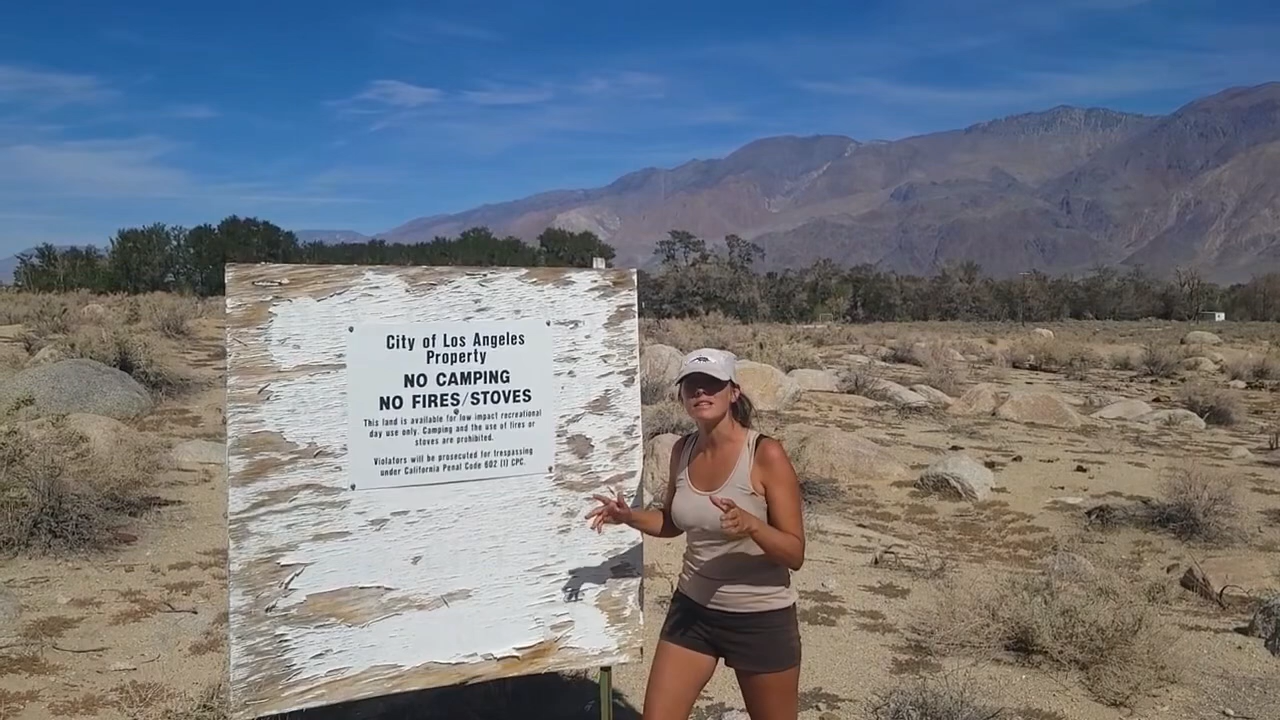 City of Los Angeles
Property
NO CAMPING
NO FIRES/STOVES
This land is available for low impact recreational
day use only. Camping and the use of fires or
stoves are prohibited.
Violators will be prosecuted for trespassing
under California Penal Code 602 (l) CPC.